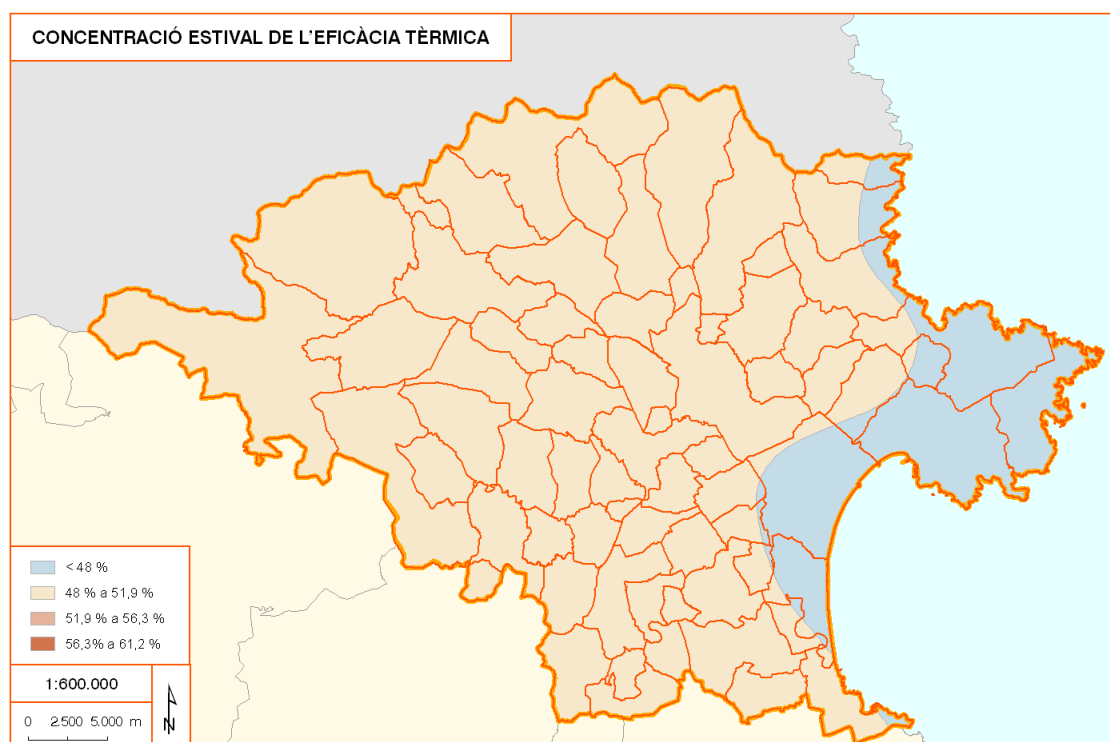 CONCENTRACIÓ ESTIVAL DE L'EFICÀCIA TÈRMICA
< 48 %
48 % a 51,9 %
51,9 % a 56,3 %
56,3% a 61,2 %
1:600.000
0 2.500 5.000 m
N